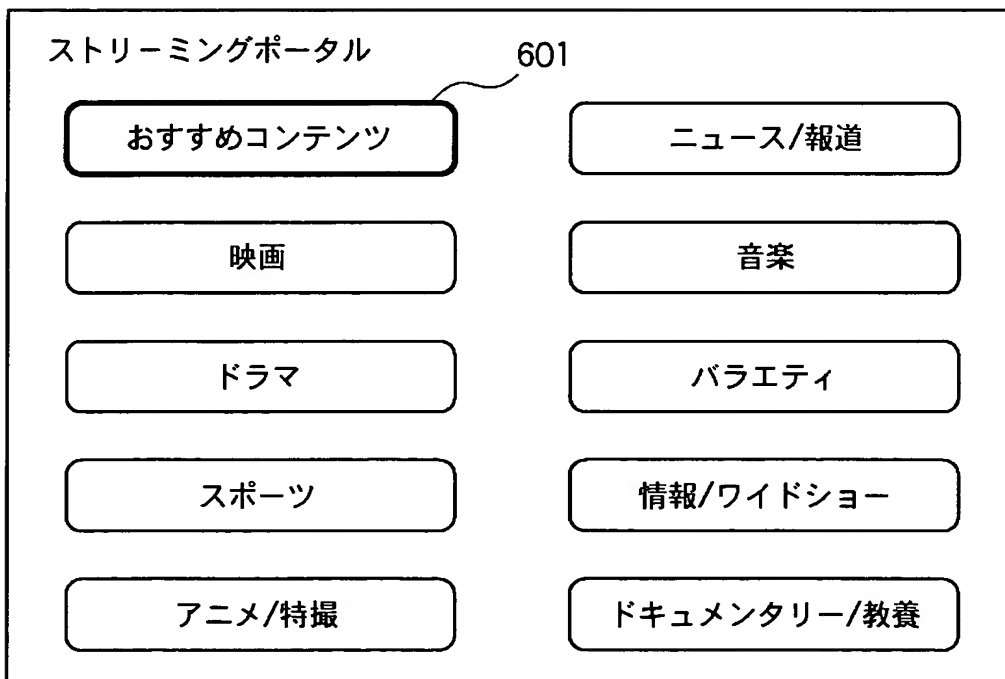 ストリーミングポータル
601
おすすめコンテンツ
ニュース/報道
映画
音楽
ドラマ
バラエティ
スポーツ
情報/ワイドショー
アニメ/特撮
ドキュメンタリー/教養